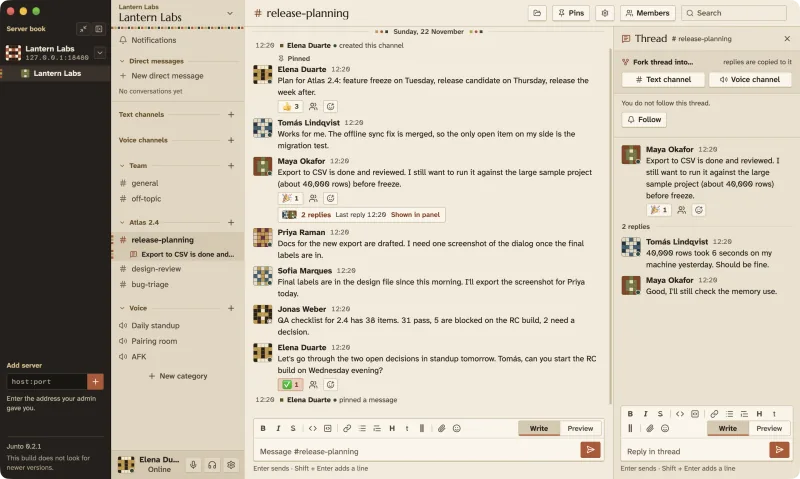 Server book
Lantern Labs
127.0.0.1:18480
Lantern Labs
Add server
host:port
Enter the address your admin
gave you.
Junto 0.2.1
This build does not look for
newer versions.
Lantern Labs
Lantern Labs
Notifications
Direct messages
New direct message
No conversations yet
Text channels
Voice channels
Team
# general
# off-topic
Atlas 2.4
# release-planning
Export to CSV is done and...
# design-review
# bug-triage
Voice
Daily standup
Pairing room
AFK
+ New category
Elena Du...
Online
# release-planning
Pins
Members
Search
Sunday, 22 November
12:20 Elena Duarte • created this channel
Pinned
Elena Duarte 12:20
Plan for Atlas 2.4: feature freeze on Tuesday, release candidate on Thursday, release the
week after.
👍 3
Tomás Lindqvist 12:20
Works for me. The offline sync fix is merged, so the only open item on my side is the
migration test.
Maya Okafor 12:20
Export to CSV is done and reviewed. I still want to run it against the large sample project
(about 40,000 rows) before freeze.
🎉 1
2 replies Last reply 12:20 Shown in panel
Priya Raman 12:20
Docs for the new export are drafted. I need one screenshot of the dialog once the final
labels are in.
Sofia Marques 12:20
Final labels are in the design file since this morning. I'll export the screenshot for Priya
today.
Jonas Weber 12:20
QA checklist for 2.4 has 38 items. 31 pass, 5 are blocked on the RC build, 2 need a
decision.
Elena Duarte 12:20
Let's go through the two open decisions in standup tomorrow. Tomás, can you start the RC
build on Wednesday evening?
✅ 1
12:20 Elena Duarte • pinned a message
B I S H t Write Preview
Message #release-planning
Enter sends · Shift + Enter adds a line
Thread # release-planning
Fork thread into... replies are copied to it
# Text channel
Voice channel
You do not follow this thread.
Follow
Maya Okafor 12:20
Export to CSV is done and reviewed. I
still want to run it against the large
sample project (about 40,000 rows)
before freeze.
🎉 1
2 replies
Tomás Lindqvist 12:20
40,000 rows took 6 seconds on my
machine yesterday. Should be fine.
Maya Okafor 12:20
Good, I'll still check the memory use.
B I S H t
Write Preview
Reply in thread
Enter sends · Shift + Enter adds a line